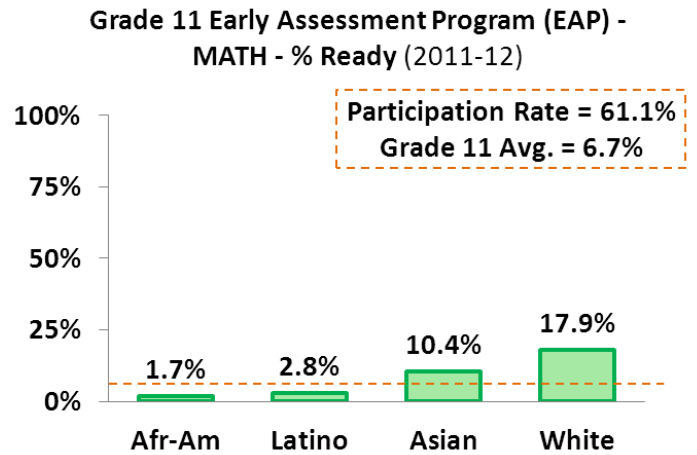 Grade 11 Early Assessment Program (EAP) -
MATH - % Ready (2011-12)
Participation Rate = 61.1%
Grade 11 Avg. = 6.7%
100%
75%
50%
25%
0%
1.7%
2.8%
10.4%
17.9%
Afr-Am
Latino
Asian
White